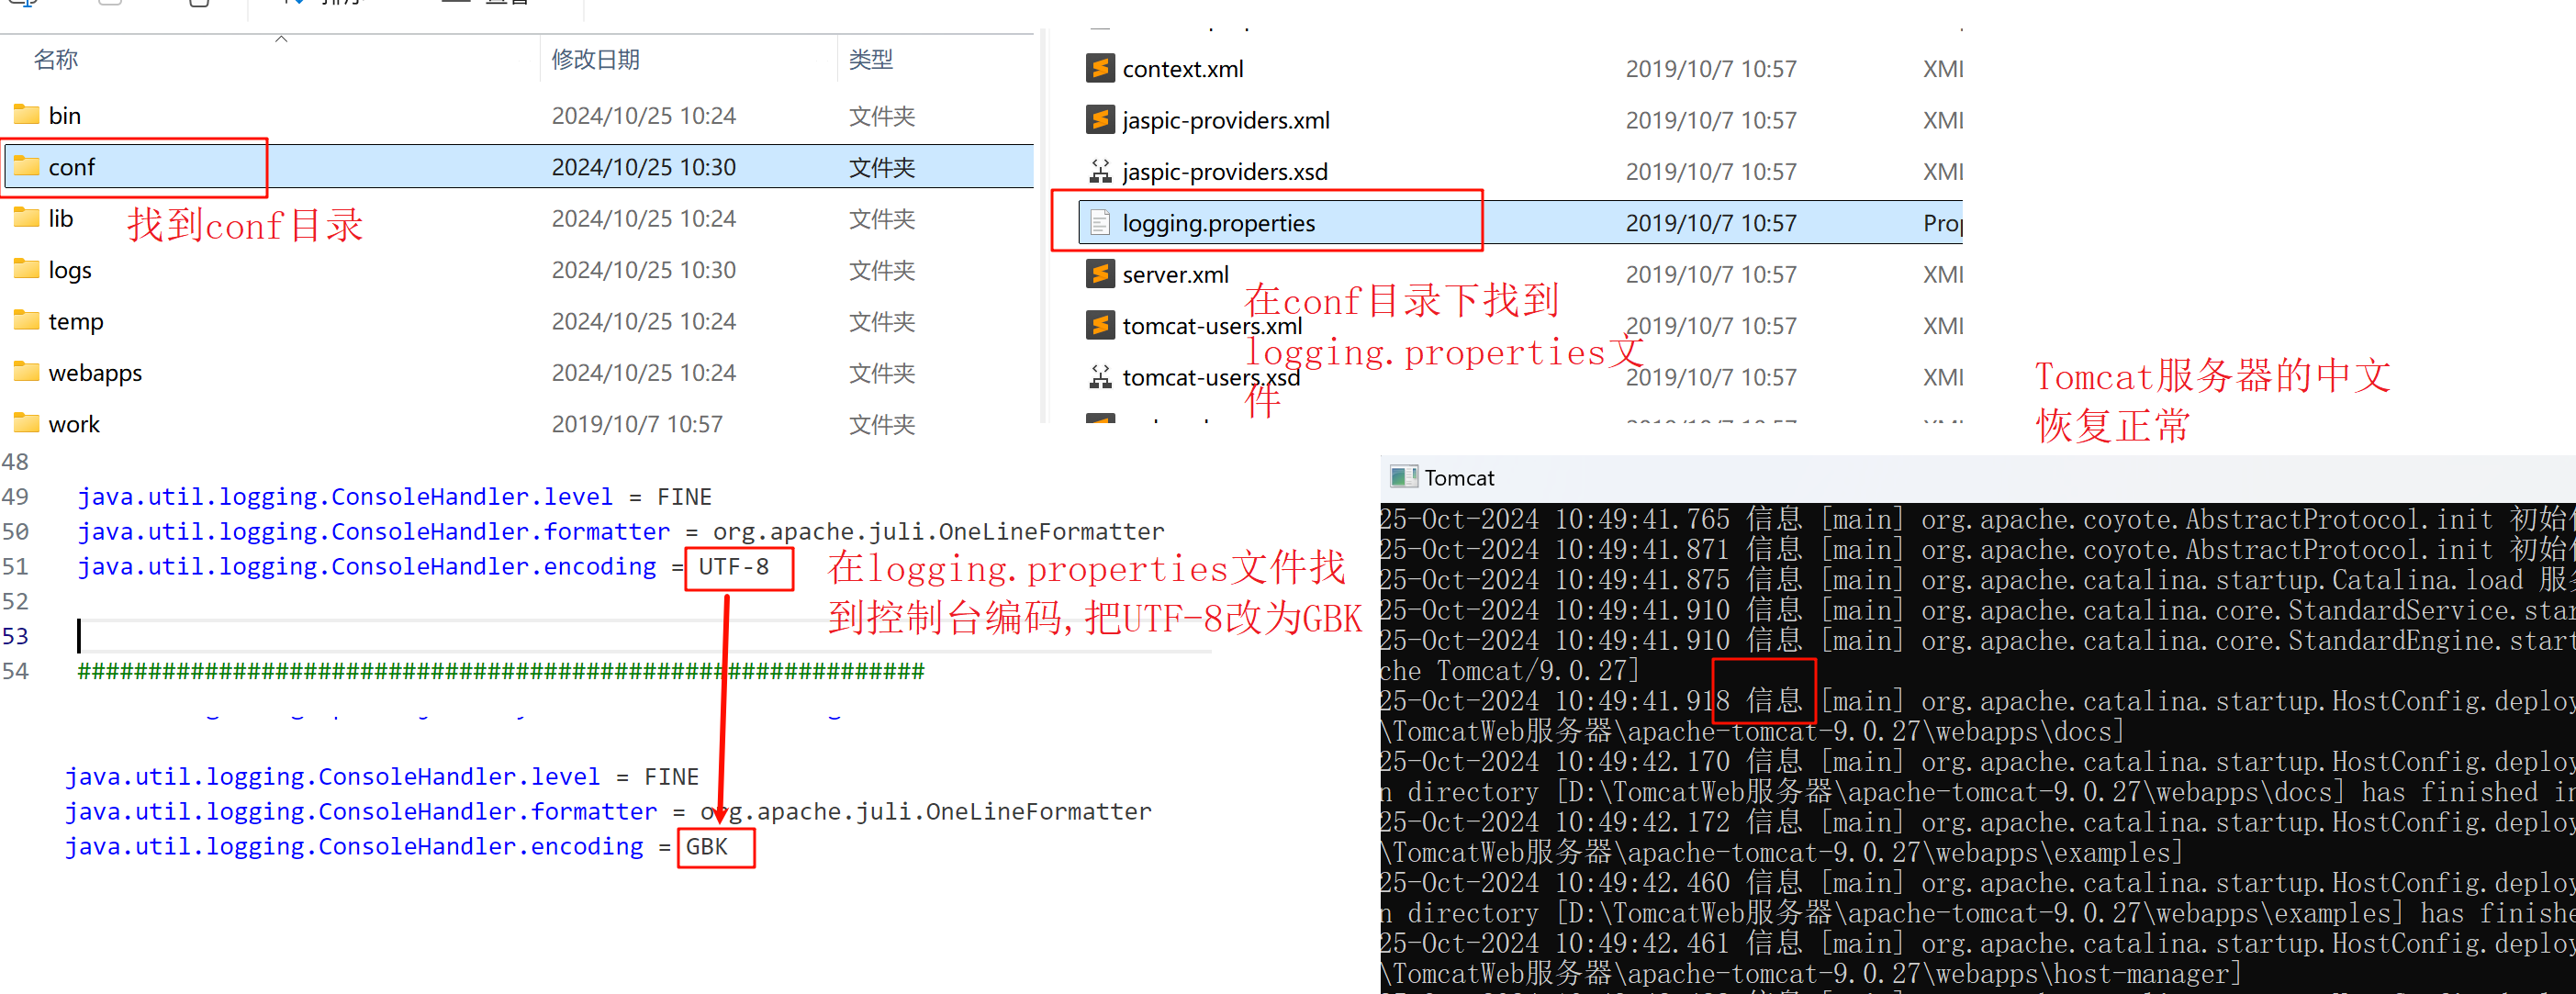 名称 修改日期 类型
bin 2024/10/25 10:24 文件夹
conf 2024/10/25 10:30 文件夹
找到conf目录
lib 2024/10/25 10:24 文件夹
logs 2024/10/25 10:30 文件夹
temp 2024/10/25 10:24 文件夹
webapps 2024/10/25 10:24 文件夹
work 2019/10/7 10:57 文件夹
context.xml 2019/10/7 10:57 XMl
jaspic-providers.xml 2019/10/7 10:57 XMl
jaspic-providers.xsd 2019/10/7 10:57 XMl
logging.properties 2019/10/7 10:57 Prop
server.xml 2019/10/7 10:57 XMl
tomcat-users.xml 2019/10/7 10:57 XMl
tomcat-users.xsd 2019/10/7 10:57 XMl
在conf目录下找到
logging.properties文
件
Tomcat服务器的中文
恢复正常
48
49 java.util.logging.ConsoleHandler.level = FINE
50 java.util.logging.ConsoleHandler.formatter = org.apache.juli.OneLineFormatter
51 java.util.logging.ConsoleHandler.encoding = UTF-8
52
53
54 ############################################################
在logging.properties文件找
到控制台编码,把UTF-8改为GBK
java.util.logging.ConsoleHandler.level = FINE
java.util.logging.ConsoleHandler.formatter = org.apache.juli.OneLineFormatter
java.util.logging.ConsoleHandler.encoding = GBK
Tomcat
25-Oct-2024 10:49:41.765 信息 [main] org.apache.coyote.AbstractProtocol.init 初始
25-Oct-2024 10:49:41.871 信息 [main] org.apache.coyote.AbstractProtocol.init 初始
25-Oct-2024 10:49:41.875 信息 [main] org.apache.catalina.startup.Catalina.load 服
25-Oct-2024 10:49:41.910 信息 [main] org.apache.catalina.core.StandardService.star
25-Oct-2024 10:49:41.910 信息 [main] org.apache.catalina.core.StandardEngine.start
che Tomcat/9.0.27]
25-Oct-2024 10:49:41.918 信息 [main] org.apache.catalina.startup.HostConfig.deploy
\TomcatWeb服务器\apache-tomcat-9.0.27\webapps\docs]
25-Oct-2024 10:49:42.170 信息 [main] org.apache.catalina.startup.HostConfig.deploy
n directory [D:\TomcatWeb服务器\apache-tomcat-9.0.27\webapps\docs] has finished in
25-Oct-2024 10:49:42.172 信息 [main] org.apache.catalina.startup.HostConfig.deploy
\TomcatWeb服务器\apache-tomcat-9.0.27\webapps\examples]
25-Oct-2024 10:49:42.460 信息 [main] org.apache.catalina.startup.HostConfig.deploy
n directory [D:\TomcatWeb服务器\apache-tomcat-9.0.27\webapps\examples] has finishe
25-Oct-2024 10:49:42.461 信息 [main] org.apache.catalina.startup.HostConfig.deploy
\TomcatWeb服务器\apache-tomcat-9.0.27\webapps\host-manager]